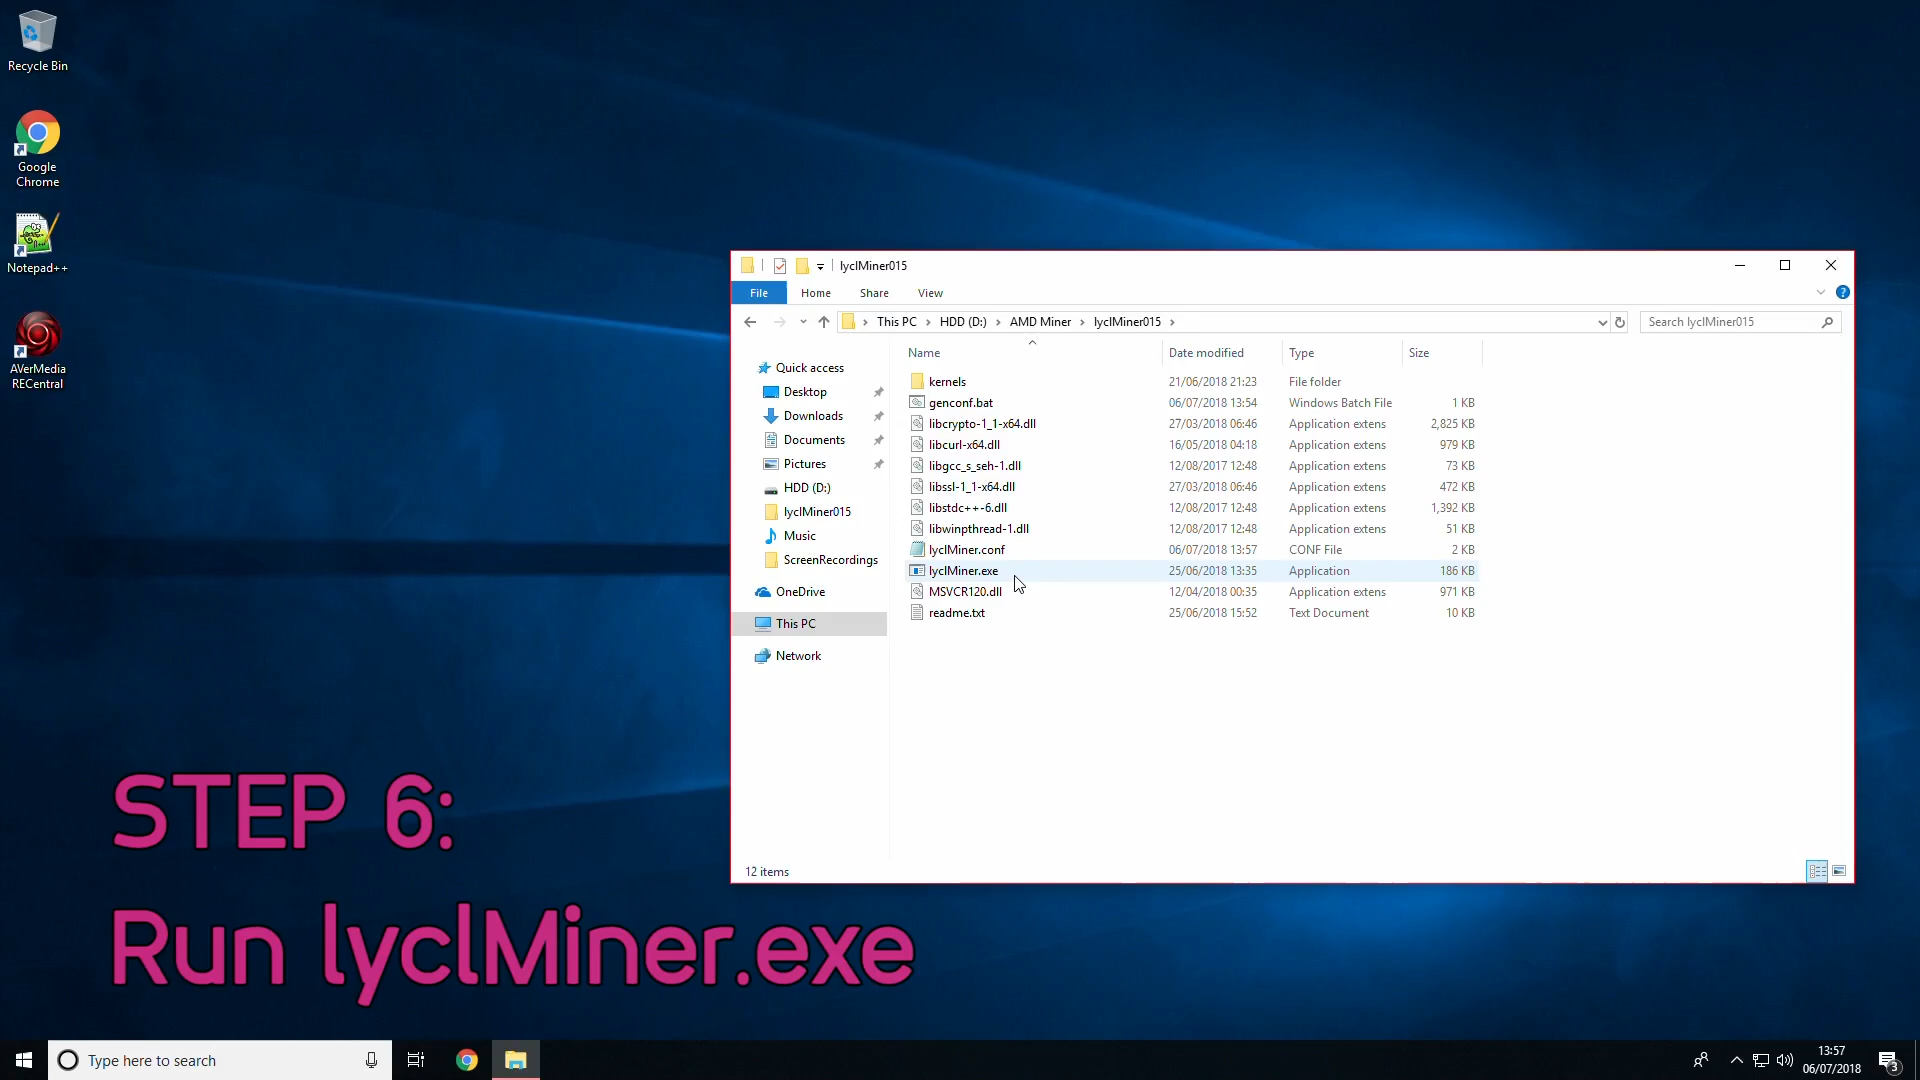 Recycle Bin
Google
Chrome
Notepad++
AVerMedia
RECentral
lyclMiner015
File Home Share View
This PC HDD (D:) AMD Miner lyclMiner015
Search lyclMiner015
Quick access
Desktop
Downloads
Documents
Pictures
HDD (D:)
lyclMiner015
Music
ScreenRecordings
OneDrive
This PC
Network
Name Date modified Type Size
kernels 21/06/2018 21:23 File folder
genconf.bat 06/07/2018 13:54 Windows Batch File 1 KB
libcrypto-1_1-x64.dll 27/03/2018 06:46 Application extens 2,825 KB
libcurl-x64.dll 16/05/2018 04:18 Application extens 979 KB
libgcc_s_seh-1.dll 12/08/2017 12:48 Application extens 73 KB
libssl-1_1-x64.dll 27/03/2018 06:46 Application extens 472 KB
libstdc++-6.dll 12/08/2017 12:48 Application extens 1,392 KB
libwinpthread-1.dll 12/08/2017 12:48 Application extens 51 KB
lyclMiner.conf 06/07/2018 13:57 CONF File 2 KB
lyclMiner.exe 25/06/2018 13:35 Application 186 KB
MSVCR120.dll 12/04/2018 00:35 Application extens 971 KB
readme.txt 25/06/2018 15:52 Text Document 10 KB
12 items
STEP 6:
Run lyclMiner.exe
Type here to search
13:57
06/07/2018
3